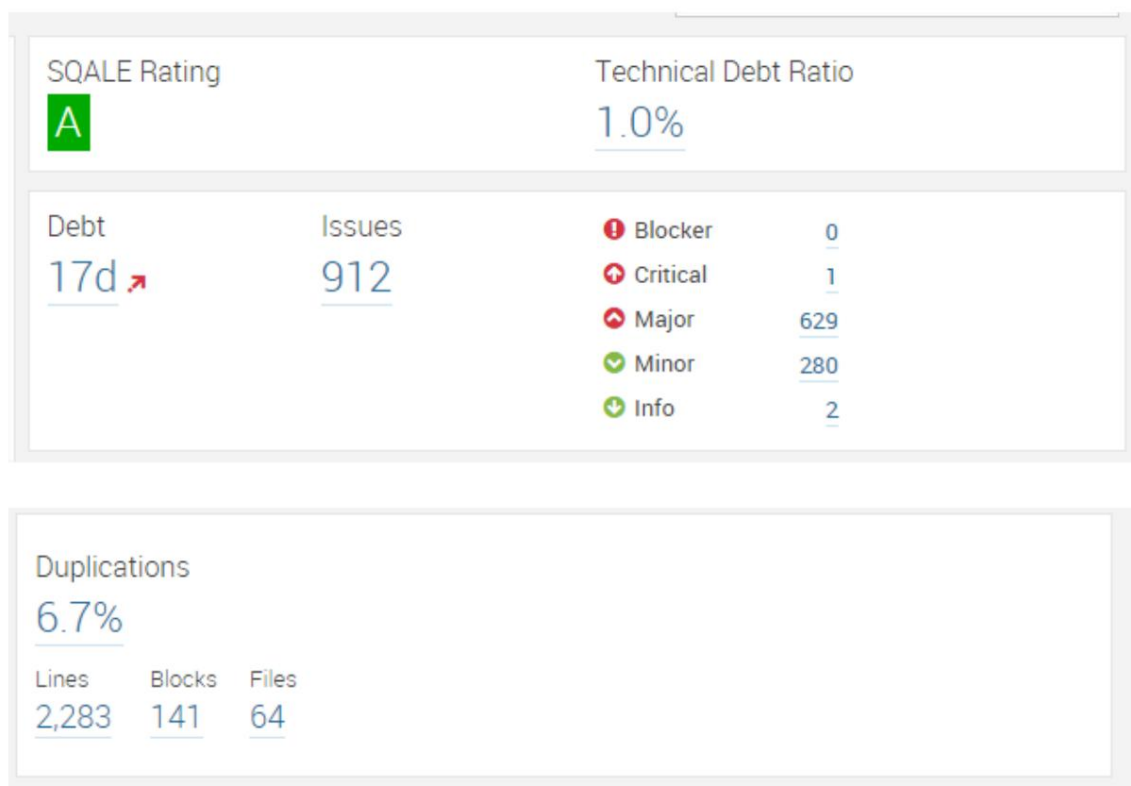 SQALE Rating Technical Debt Ratio
A 1.0%
Debt Issues
17d 912
Blocker 0
Critical 1
Major 629
Minor 280
Info 2
Duplications
6.7%
Lines Blocks Files
2,283 141 64